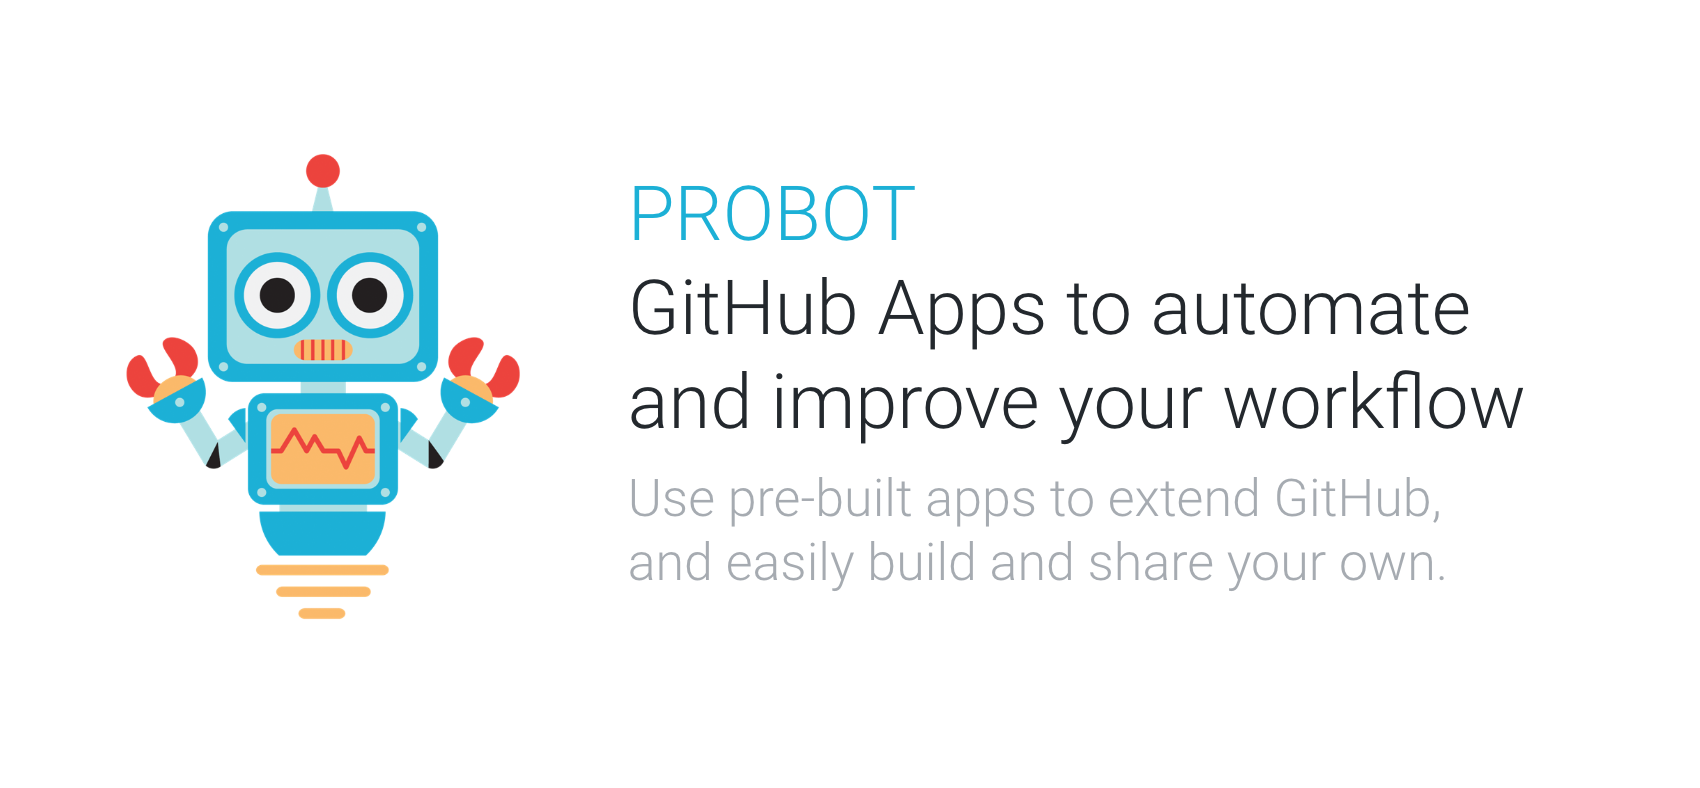 PROBOT
GitHub Apps to automate
and improve your workflow
Use pre-built apps to extend GitHub,
and easily build and share your own.